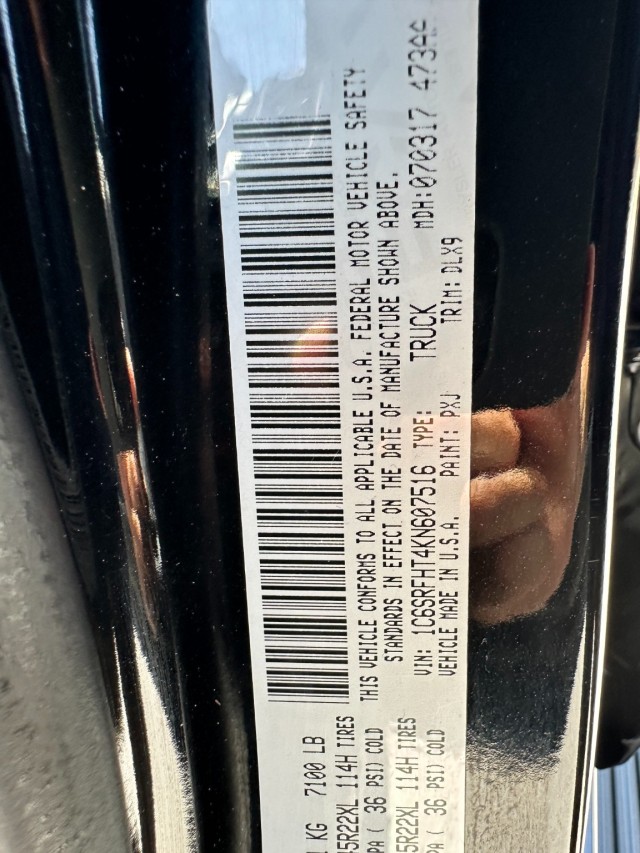 KG 7100 LB
5R22XL 114H TIRES
PA ( 36 PSI) COLD
5R22XL 114H TIRES
PA ( 36 PSI) COLD
THIS VEHICLE CONFORMS TO ALL APPLICABLE U.S.A. FEDERAL MOTOR VEHICLE SAFETY
STANDARDS IN EFFECT ON THE DATE OF MANUFACTURE SHOWN ABOVE.
VIN: 1C6SRFHT4KN607516 TYPE: TRUCK MDH:070317 473AA
VEHICLE MADE IN U.S.A. PAINT: PXJ TRIM: DLX9